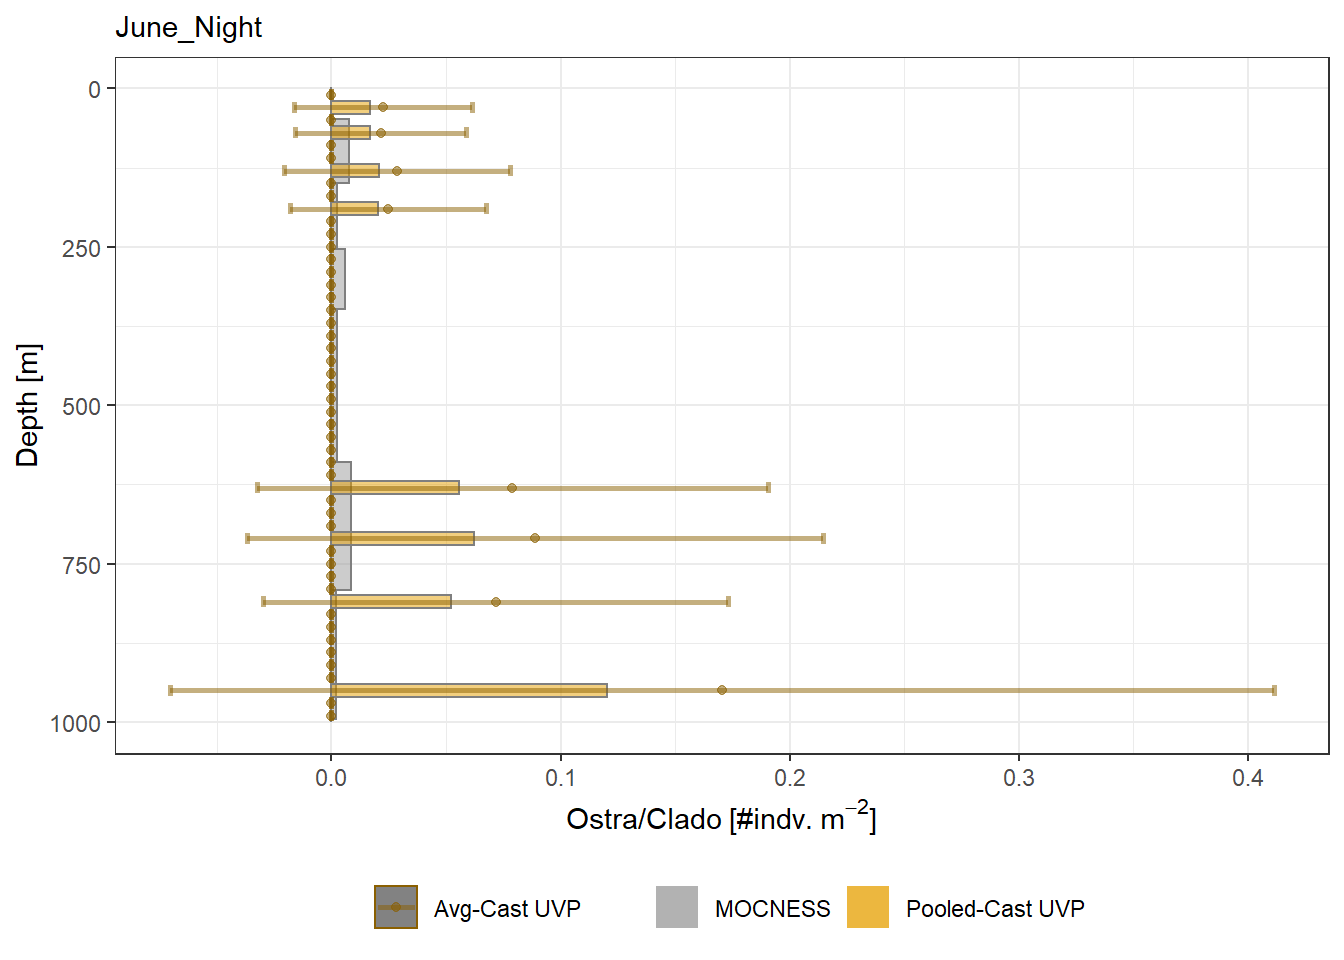 June_Night
0
250
500
750
1000
Depth [m]
0.0 0.1 0.2 0.3 0.4
Ostra/Clado [#indv. m⁻²]
Avg-Cast UVP MOCNESS Pooled-Cast UVP